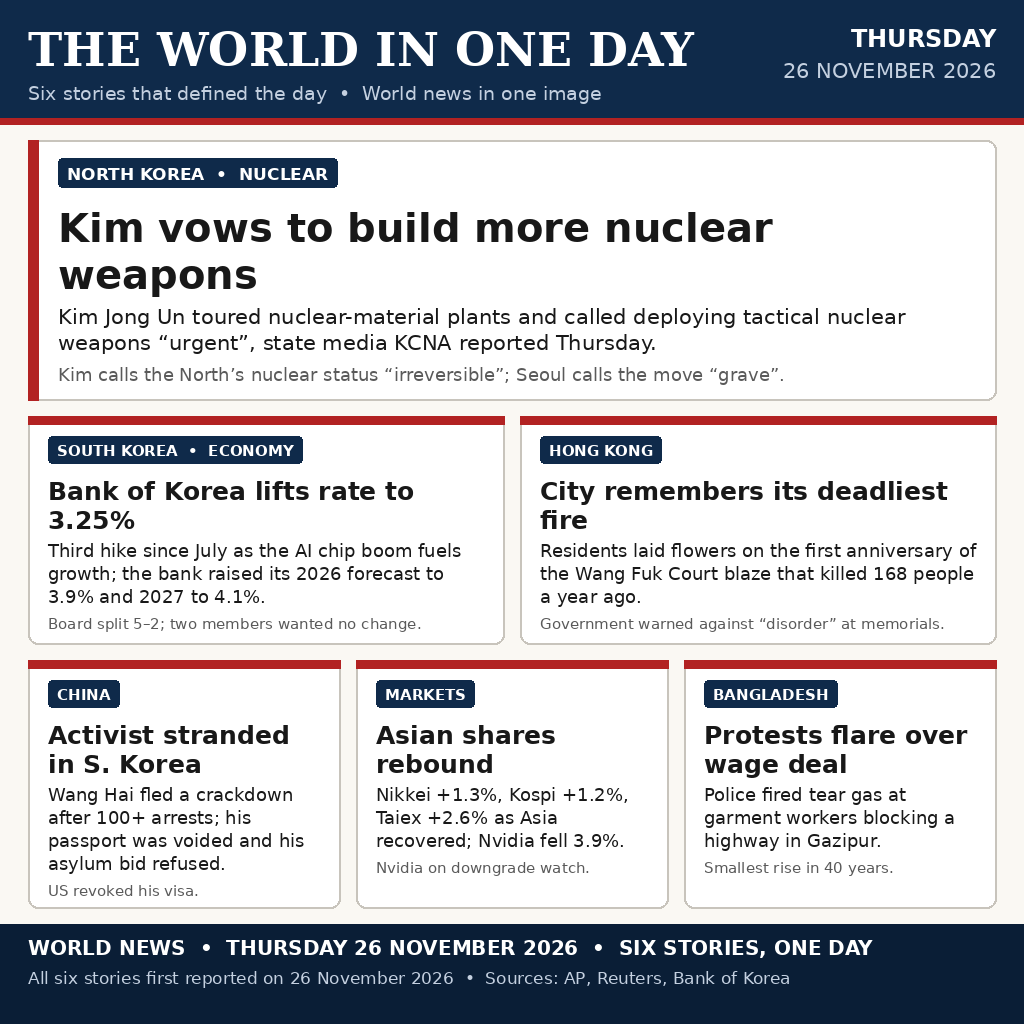 THE WORLD IN ONE DAY
Six stories that defined the day • World news in one image
THURSDAY
26 NOVEMBER 2026
NORTH KOREA • NUCLEAR
Kim vows to build more nuclear
weapons
Kim Jong Un toured nuclear-material plants and called deploying tactical nuclear
weapons “urgent”, state media KCNA reported Thursday.
Kim calls the North’s nuclear status “irreversible”; Seoul calls the move “grave”.
SOUTH KOREA • ECONOMY
Bank of Korea lifts rate to
3.25%
Third hike since July as the AI chip boom fuels
growth; the bank raised its 2026 forecast to
3.9% and 2027 to 4.1%.
Board split 5–2; two members wanted no change.
HONG KONG
City remembers its deadliest
fire
Residents laid flowers on the first anniversary of
the Wang Fuk Court blaze that killed 168 people
a year ago.
Government warned against “disorder” at memorials.
CHINA
Activist stranded
in S. Korea
Wang Hai fled a crackdown
after 100+ arrests; his
passport was voided and his
asylum bid refused.
US revoked his visa.
MARKETS
Asian shares
rebound
Nikkei +1.3%, Kospi +1.2%,
Taiex +2.6% as Asia
recovered; Nvidia fell 3.9%.
Nvidia on downgrade watch.
BANGLADESH
Protests flare over
wage deal
Police fired tear gas at
garment workers blocking a
highway in Gazipur.
Smallest rise in 40 years.
WORLD NEWS • THURSDAY 26 NOVEMBER 2026 • SIX STORIES, ONE DAY
All six stories first reported on 26 November 2026 • Sources: AP, Reuters, Bank of Korea